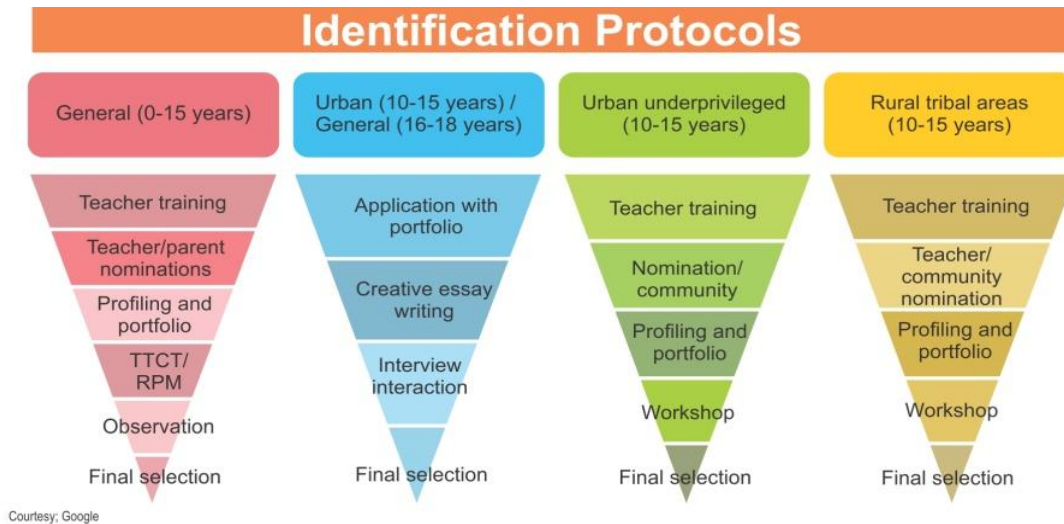 Identification Protocols
General (0-15 years)
Teacher training
Teacher/parent
nominations
Profiling and
portfolio
TTCT/
RPM
Observation
Final selection
Urban (10-15 years) /
General (16-18 years)
Application with
portfolio
Creative essay
writing
Interview
interaction
Final selection
Urban underprivileged
(10-15 years)
Teacher training
Nomination/
community
Profiling and
portfolio
Workshop
Final selection
Rural tribal areas
(10-15 years)
Teacher training
Teacher/
community
nomination
Profiling and
portfolio
Workshop
Final selection
Courtesy; Google